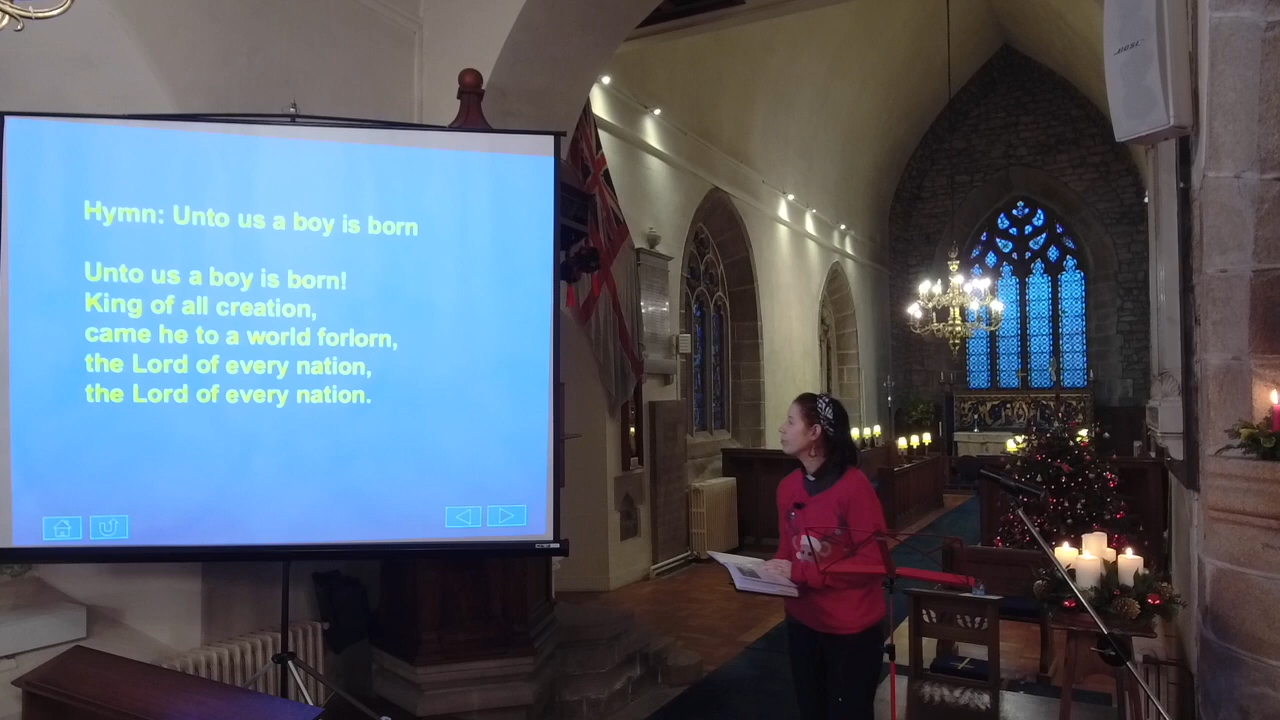 Hymn: Unto us a boy is born
Unto us a boy is born!
King of all creation,
came he to a world forlorn,
the Lord of every nation,
the Lord of every nation.
BOSE